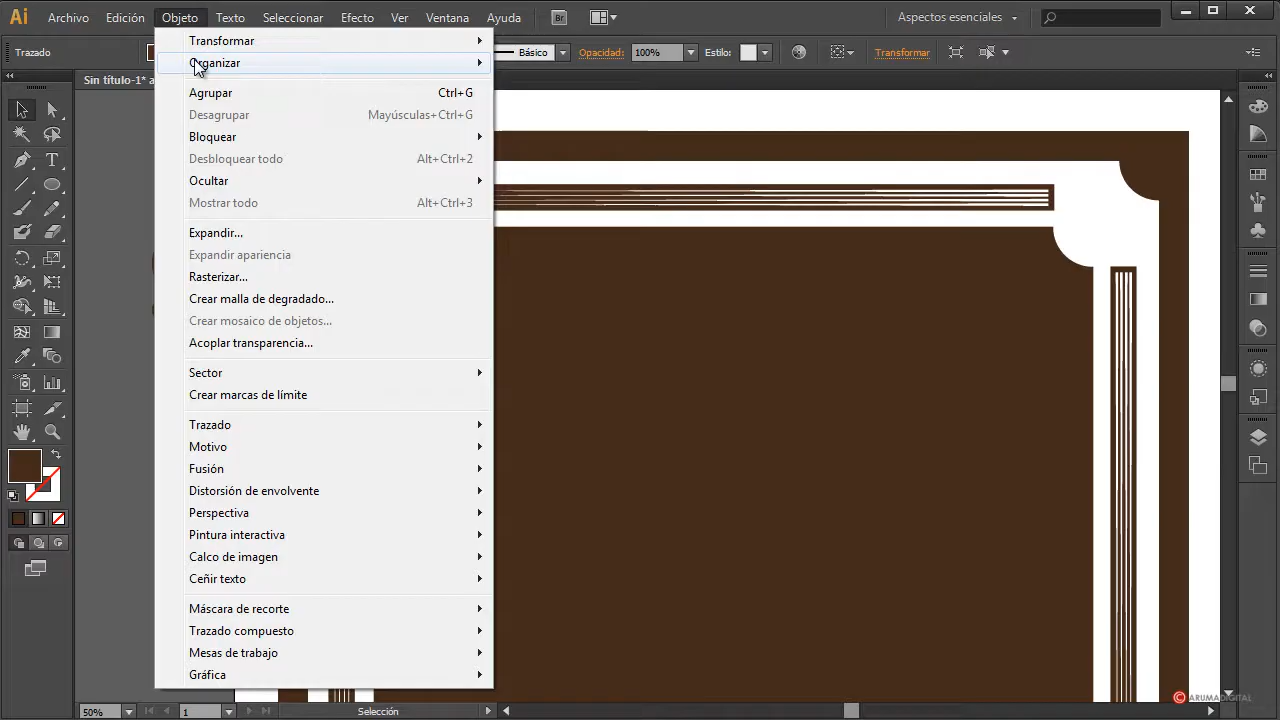 Ai Archivo Edición Objeto Texto Seleccionar Efecto Ver Ventana Ayuda Br Aspectos esenciales
Trazado Básico Opacidad: 100% Estilo: Transformar
Sin título-1* a
Transformar
Organizar
Agrupar Ctrl+G
Desagrupar Mayúsculas+Ctrl+G
Bloquear
Desbloquear todo Alt+Ctrl+2
Ocultar
Mostrar todo Alt+Ctrl+3
Expandir...
Expandir apariencia
Rasterizar...
Crear malla de degradado...
Crear mosaico de objetos...
Acoplar transparencia...
Sector
Crear marcas de límite
Trazado
Motivo
Fusión
Distorsión de envolvente
Perspectiva
Pintura interactiva
Calco de imagen
Ceñir texto
Máscara de recorte
Trazado compuesto
Mesas de trabajo
Gráfica
50% 1 Selección
© ARUMADIGITAL